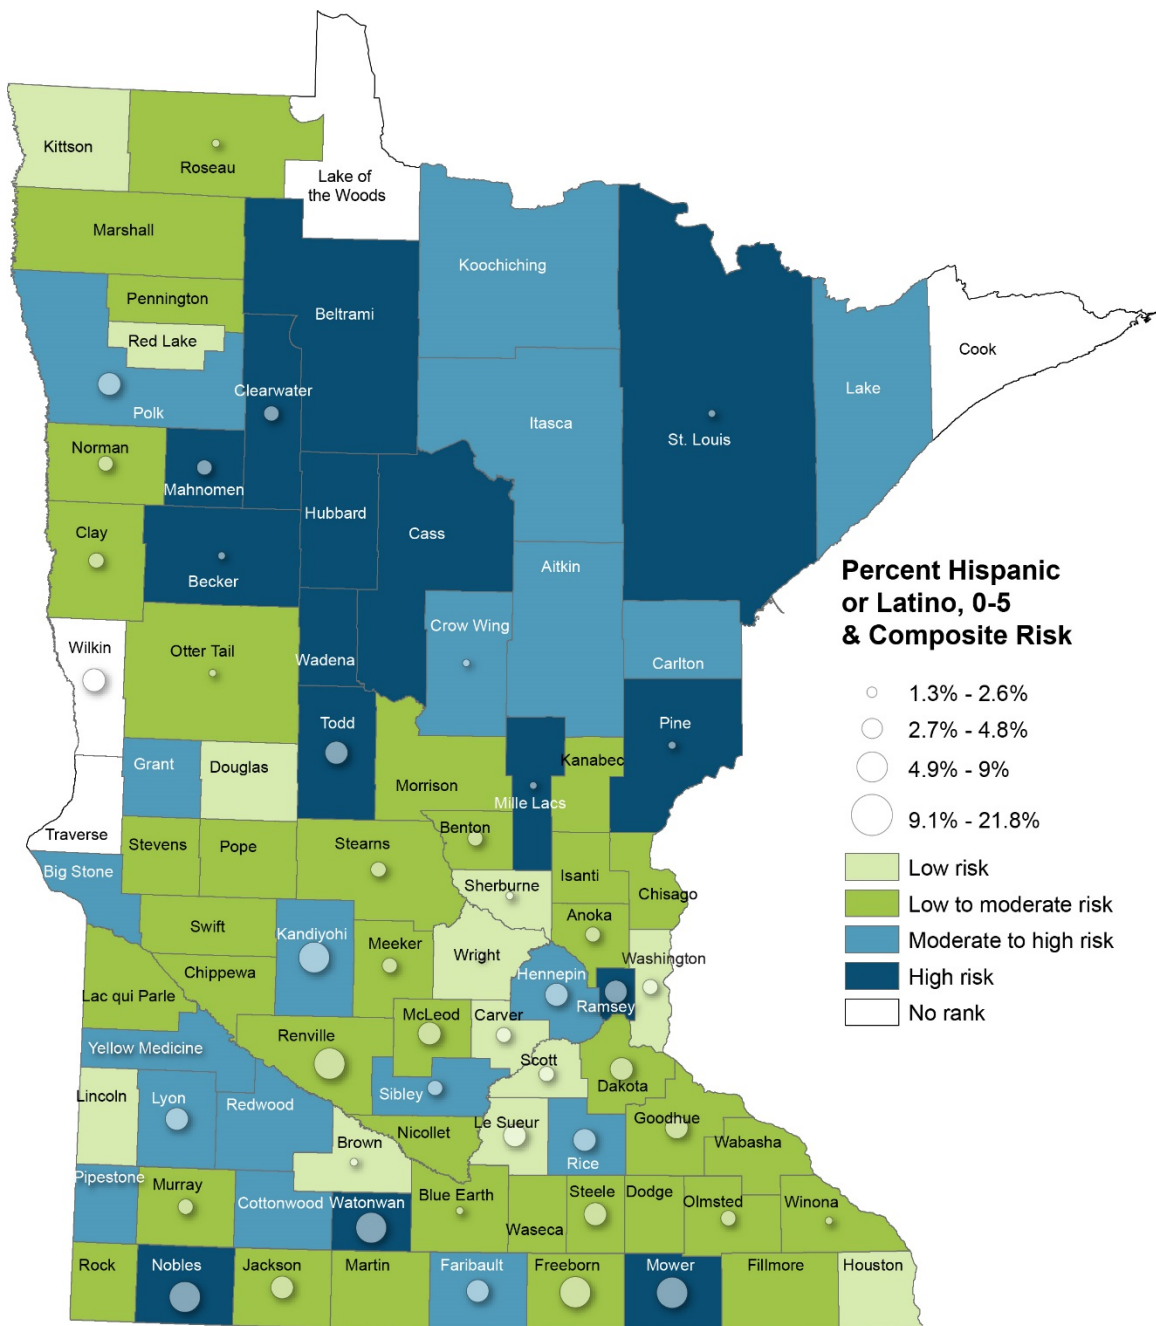 Kittson
Roseau
Lake of
the Woods
Marshall
Koochiching
Pennington
Beltrami
Red Lake
Cook
Clearwater
Lake
Polk
Itasca
St. Louis
Norman
Mahnomen
Hubbard
Clay
Cass
Becker
Aitkin
Percent Hispanic
or Latino, 0-5
& Composite Risk
Crow Wing
Wilkin
Otter Tail
Wadena
Carlton
1.3% - 2.6%
Todd
Pine
2.7% - 4.8%
Grant
Douglas
Kanabec
4.9% - 9%
Morrison
Mille Lacs
9.1% - 21.8%
Traverse
Benton
Stevens
Pope
Stearns
Big Stone
Low risk
Isanti
Sherburne
Chisago
Low to moderate risk
Anoka
Swift
Kandiyohi
Meeker
Moderate to high risk
Wright
Washington
Chippewa
Hennepin
High risk
Lac qui Parle
Ramsey
No rank
McLeod
Carver
Renville
Yellow Medicine
Scott
Dakota
Lincoln
Lyon
Redwood
Sibley
Goodhue
Le Sueur
Nicollet
Brown
Wabasha
Rice
Pipestone
Murray
Cottonwood
Watonwan
Blue Earth
Steele
Dodge
Olmsted
Winona
Waseca
Rock
Nobles
Jackson
Martin
Faribault
Freeborn
Mower
Fillmore
Houston